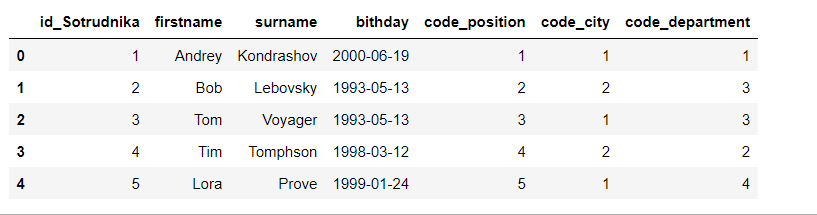 id_Sotrudnika firstname surname bithday code_position code_city code_department
0 1 Andrey Kondrashov 2000-06-19 1 1 1
1 2 Bob Lebovsky 1993-05-13 2 2 3
2 3 Tom Voyager 1993-05-13 3 1 3
3 4 Tim Tomphson 1998-03-12 4 2 2
4 5 Lora Prove 1999-01-24 5 1 4